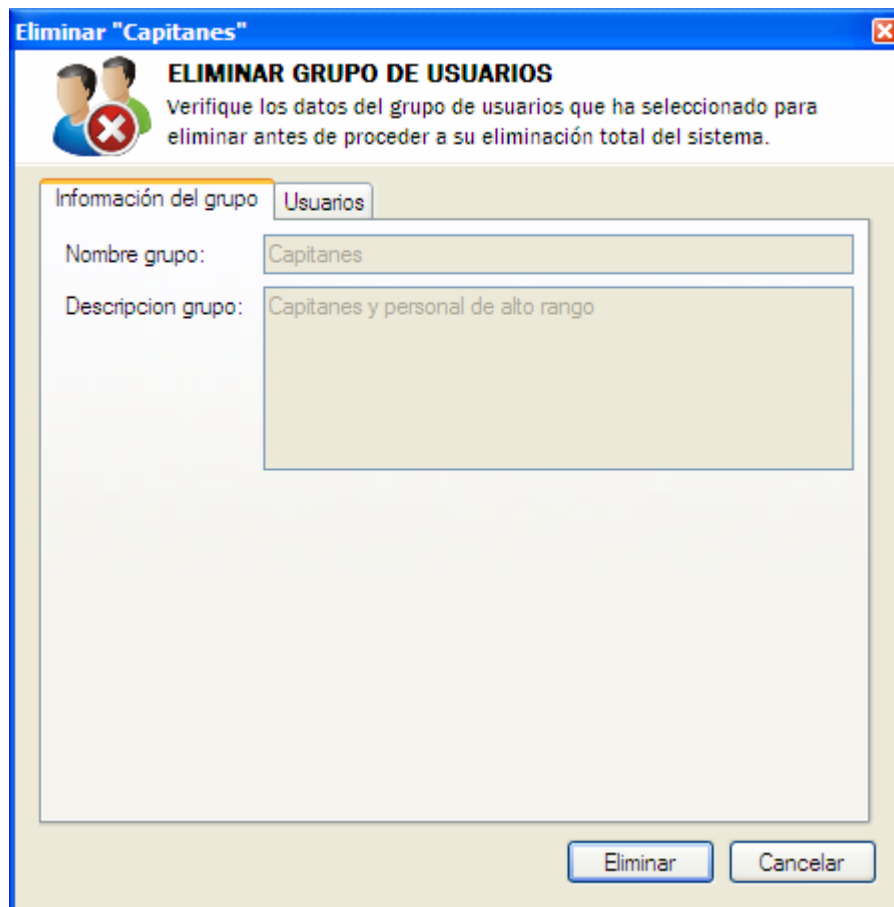 Eliminar "Capitanes"
ELIMINAR GRUPO DE USUARIOS
Verifique los datos del grupo de usuarios que ha seleccionado para
eliminar antes de proceder a su eliminación total del sistema.
Información del grupo Usuarios
Nombre grupo: Capitanes
Descripcion grupo: Capitanes y personal de alto rango
Eliminar Cancelar